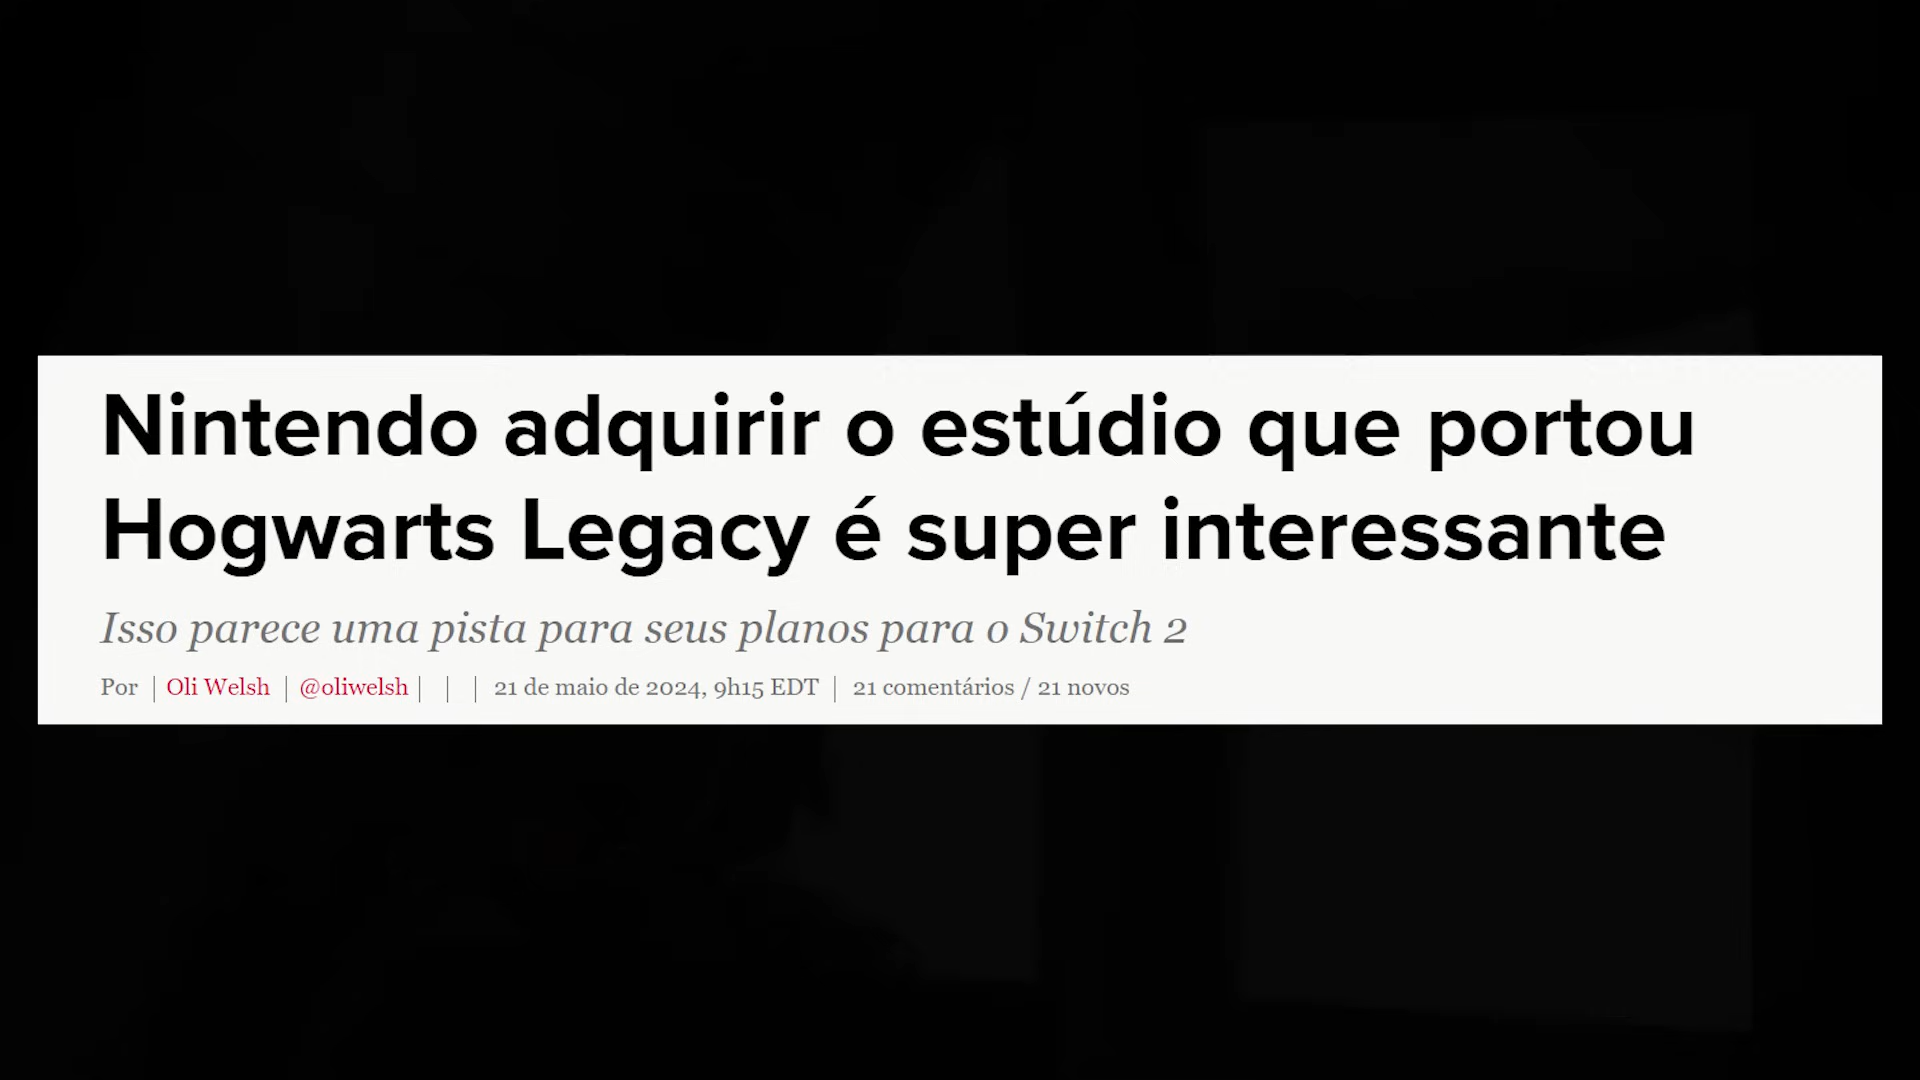 Nintendo adquirir o estúdio que portou
Hogwarts Legacy é super interessante
Isso parece uma pista para seus planos para o Switch 2
Por | Oli Welsh | @oliwelsh | | | 21 de maio de 2024, 9h15 EDT | 21 comentários / 21 novos